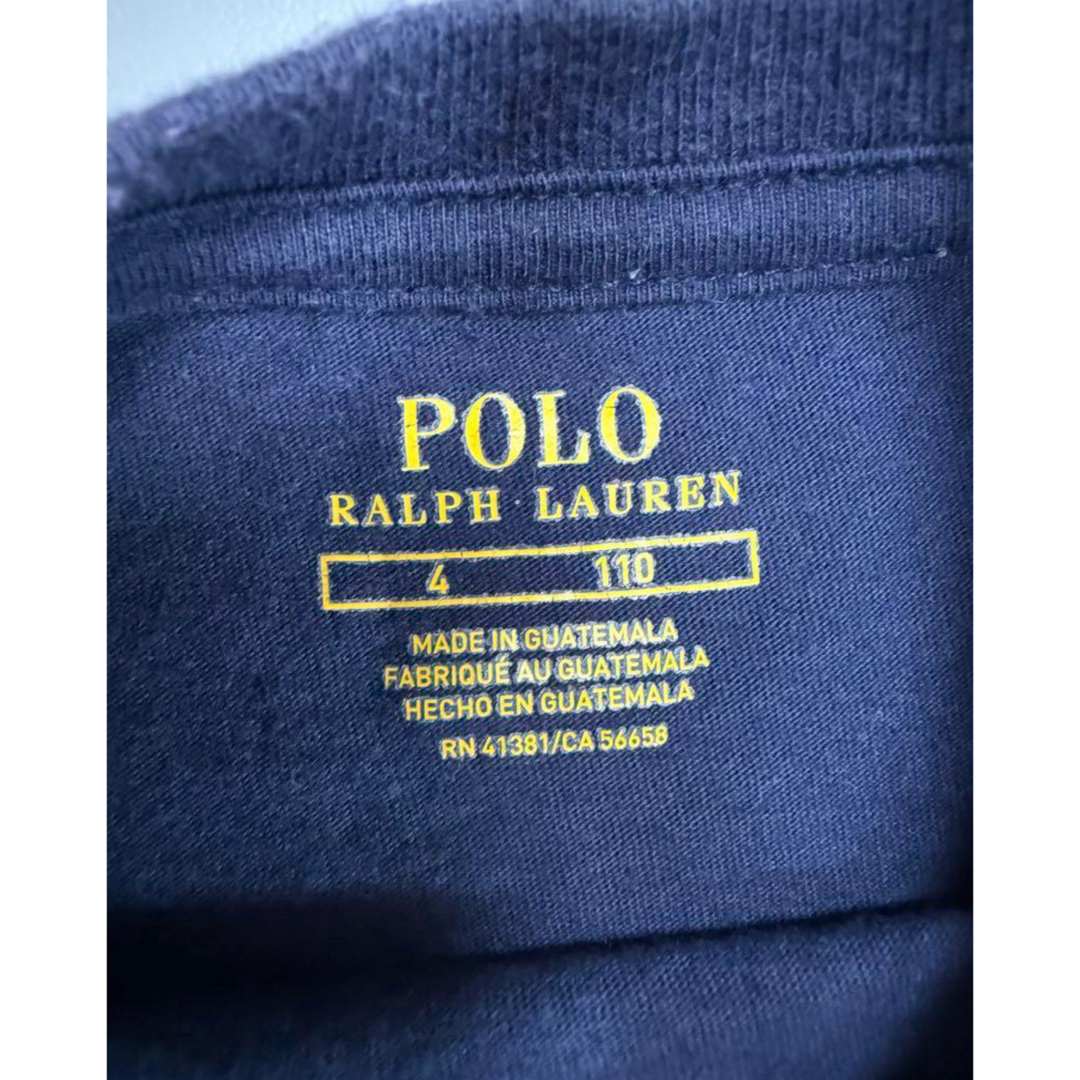 POLO
RALPH · LAUREN
4 110
MADE IN GUATEMALA
FABRIQUÉ AU GUATEMALA
HECHO EN GUATEMALA
RN 41381/CA 56658